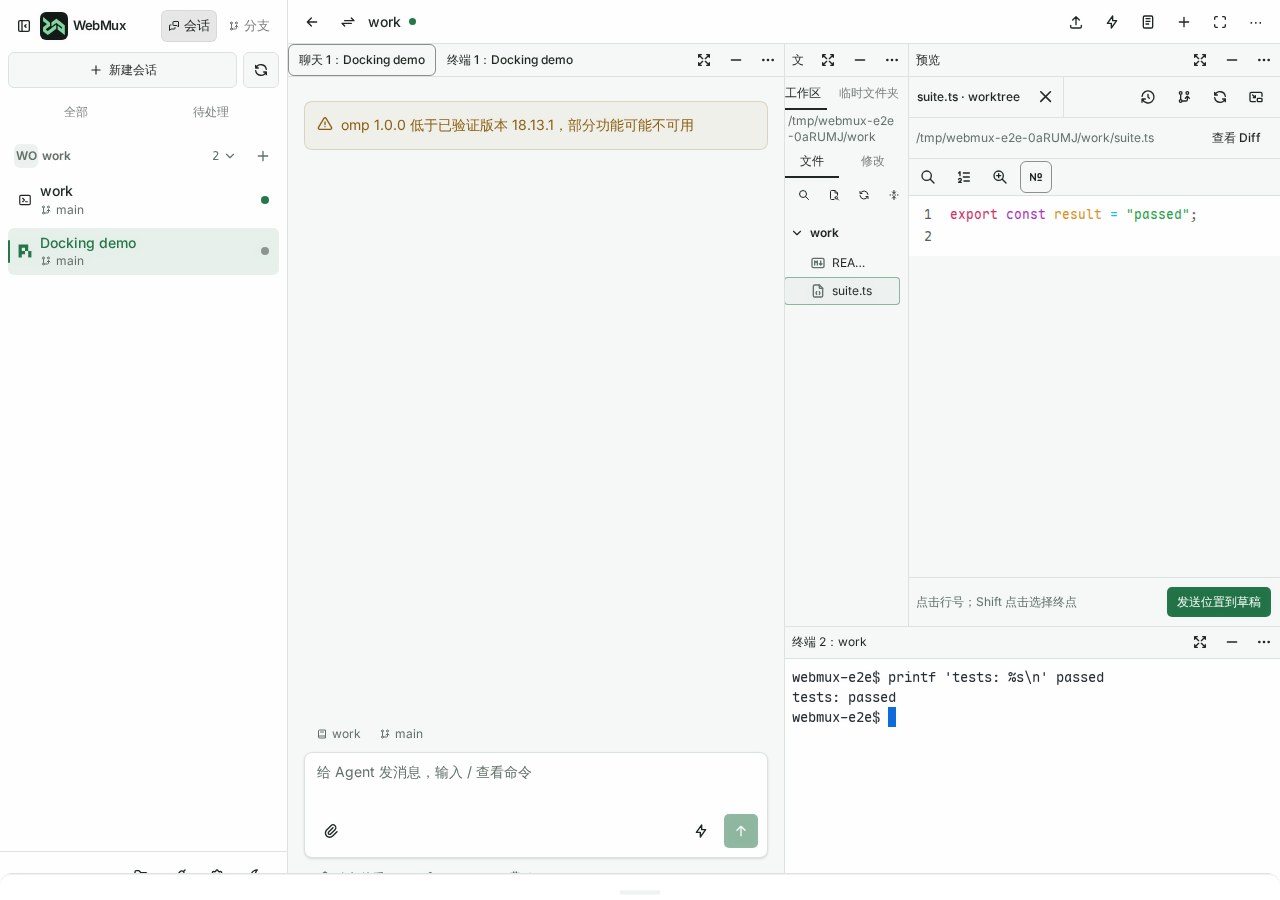 WebMux
会话
分支
新建会话
全部
待处理
WO work
2
work
main
Docking demo
main
work
聊天 1：Docking demo
终端 1：Docking demo
omp 1.0.0 低于已验证版本 18.13.1，部分功能可能不可用
work
main
给 Agent 发消息，输入 / 查看命令
文
工作区
临时文件夹
/tmp/webmux-e2e
-0aRUMJ/work
文件
修改
work
REA...
suite.ts
预览
suite.ts · worktree
/tmp/webmux-e2e-0aRUMJ/work/suite.ts
查看 Diff
№
1 export const result = "passed";
2
点击行号；Shift 点击选择终点
发送位置到草稿
终端 2：work
webmux-e2e$ printf 'tests: %s\n' passed
tests: passed
webmux-e2e$